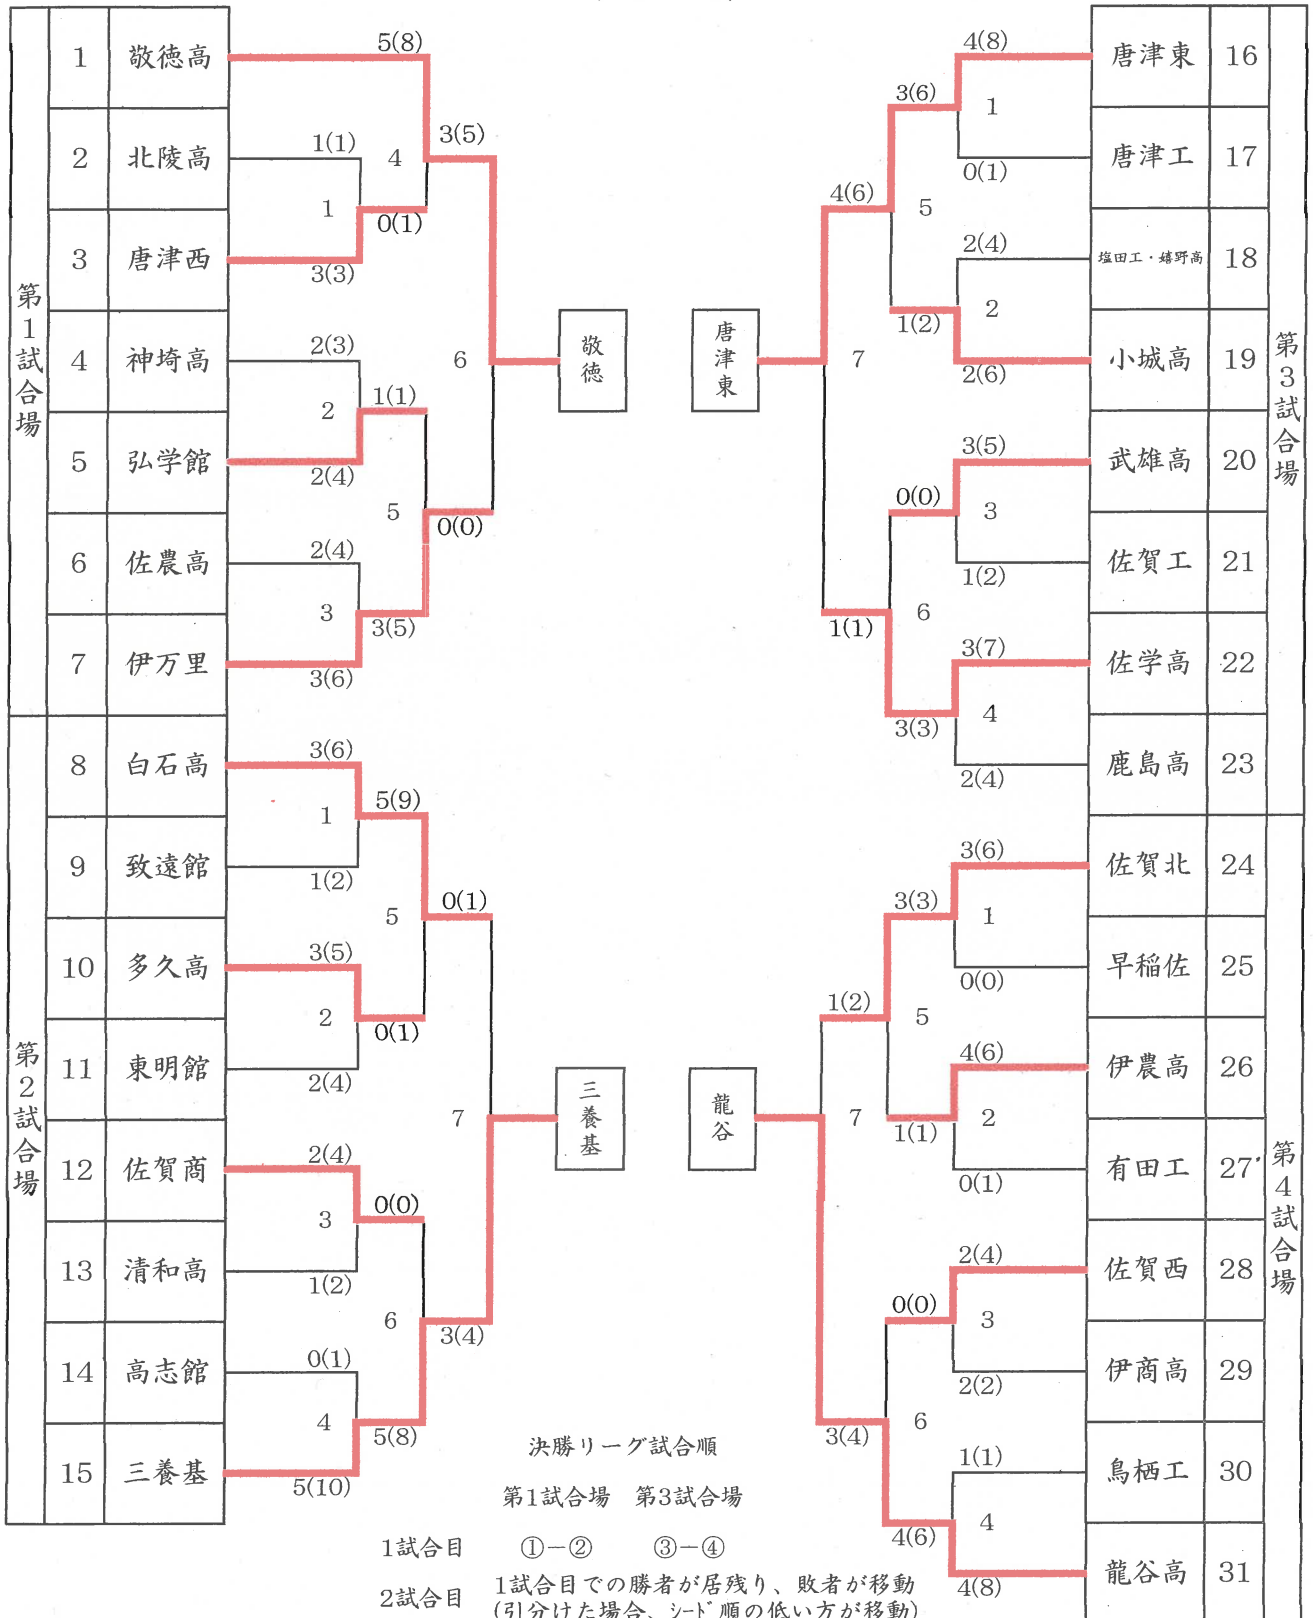 第1試合場
1 敬徳高
2 北陵高
3 唐津西
4 神埼高
5 弘学館
6 佐農高
7 伊万里
第2試合場
8 白石高
9 致遠館
10 多久高
11 東明館
12 佐賀商
13 清和高
14 高志館
15 三養基
5(8)
1(1)
4
3(5)
1
0(1)
3(3)
2(3)
6
2
1(1)
2(4)
5
0(0)
2(4)
3
3(5)
3(6)
3(6)
1
5(9)
1(2)
5
0(1)
3(5)
2
0(1)
2(4)
7
2(4)
3
0(0)
1(2)
6
3(4)
0(1)
4
5(8)
5(10)
敬徳
三養基
唐津東
龍谷
4(8)
3(6)
1
0(1)
4(6)
5
2(4)
2
1(2)
2(6)
7
3(5)
0(0)
3
1(2)
6
1(1)
3(7)
4
3(3)
2(4)
3(6)
3(3)
1
0(0)
1(2)
5
4(6)
2
1(1)
0(1)
7
2(4)
0(0)
3
2(2)
6
3(4)
1(1)
4
4(6)
4(8)
唐津東 16
唐津工 17
塩田工・嬉野高 18
小城高 19
武雄高 20
佐賀工 21
佐学高 22
鹿島高 23
第3試合場
佐賀北 24
早稲佐 25
伊農高 26
有田工 27
佐賀西 28
伊商高 29
鳥栖工 30
龍谷高 31
第4試合場
決勝リーグ試合順
第1試合場 第3試合場
1試合目 ①－② ③－④
2試合目 1試合目での勝者が居残り、敗者が移動
(引分けた場合、シード順の低い方が移動)